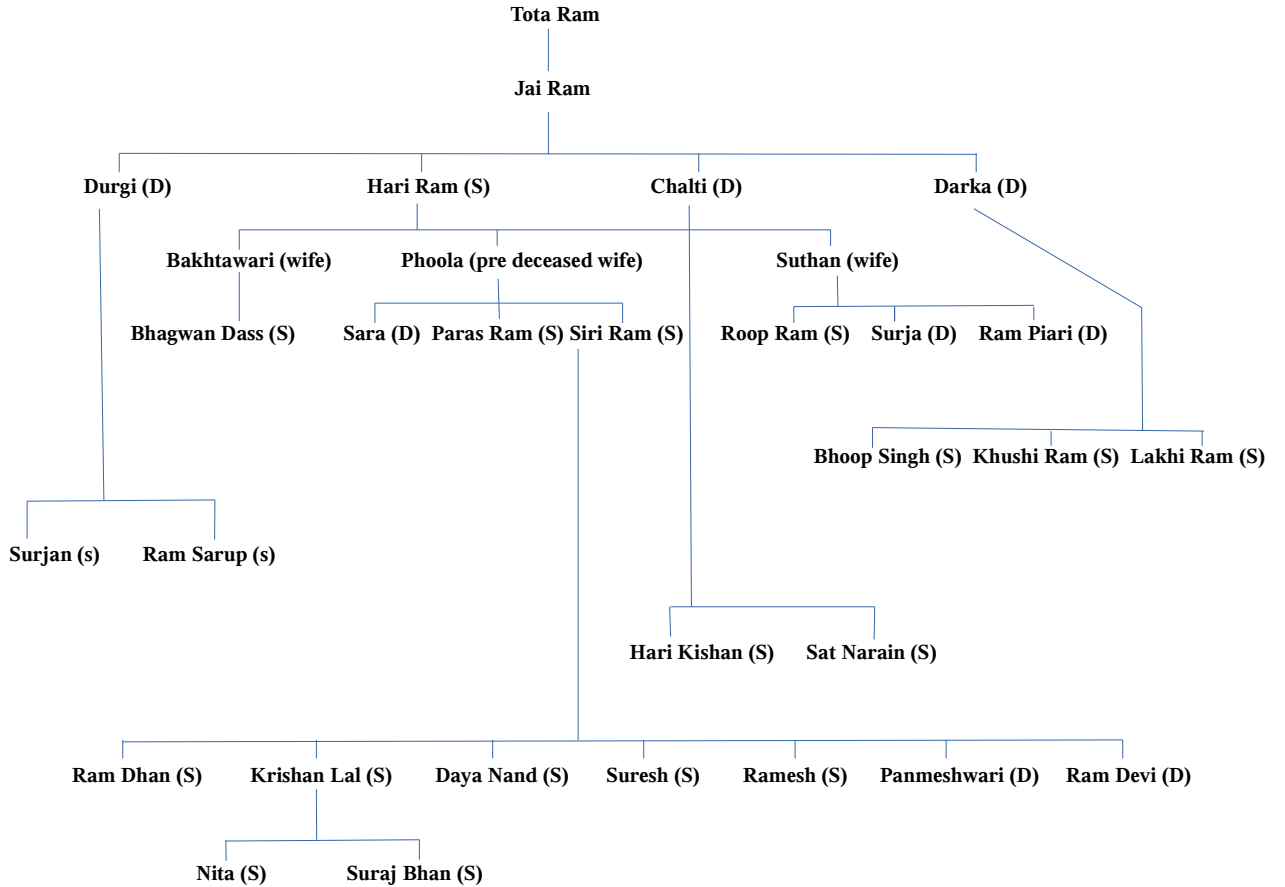 Tota Ram
Jai Ram
Durgi (D) Hari Ram (S) Chalti (D) Darka (D)
Bakhtawari (wife) Phoola (pre deceased wife) Suthan (wife)
Bhagwan Dass (S) Sara (D) Paras Ram (S) Siri Ram (S) Roop Ram (S) Surja (D) Ram Piari (D)
Bhoop Singh (S) Khushi Ram (S) Lakhi Ram (S)
Surjan (s) Ram Sarup (s)
Hari Kishan (S) Sat Narain (S)
Ram Dhan (S) Krishan Lal (S) Daya Nand (S) Suresh (S) Ramesh (S) Panmeshwari (D) Ram Devi (D)
Nita (S) Suraj Bhan (S)